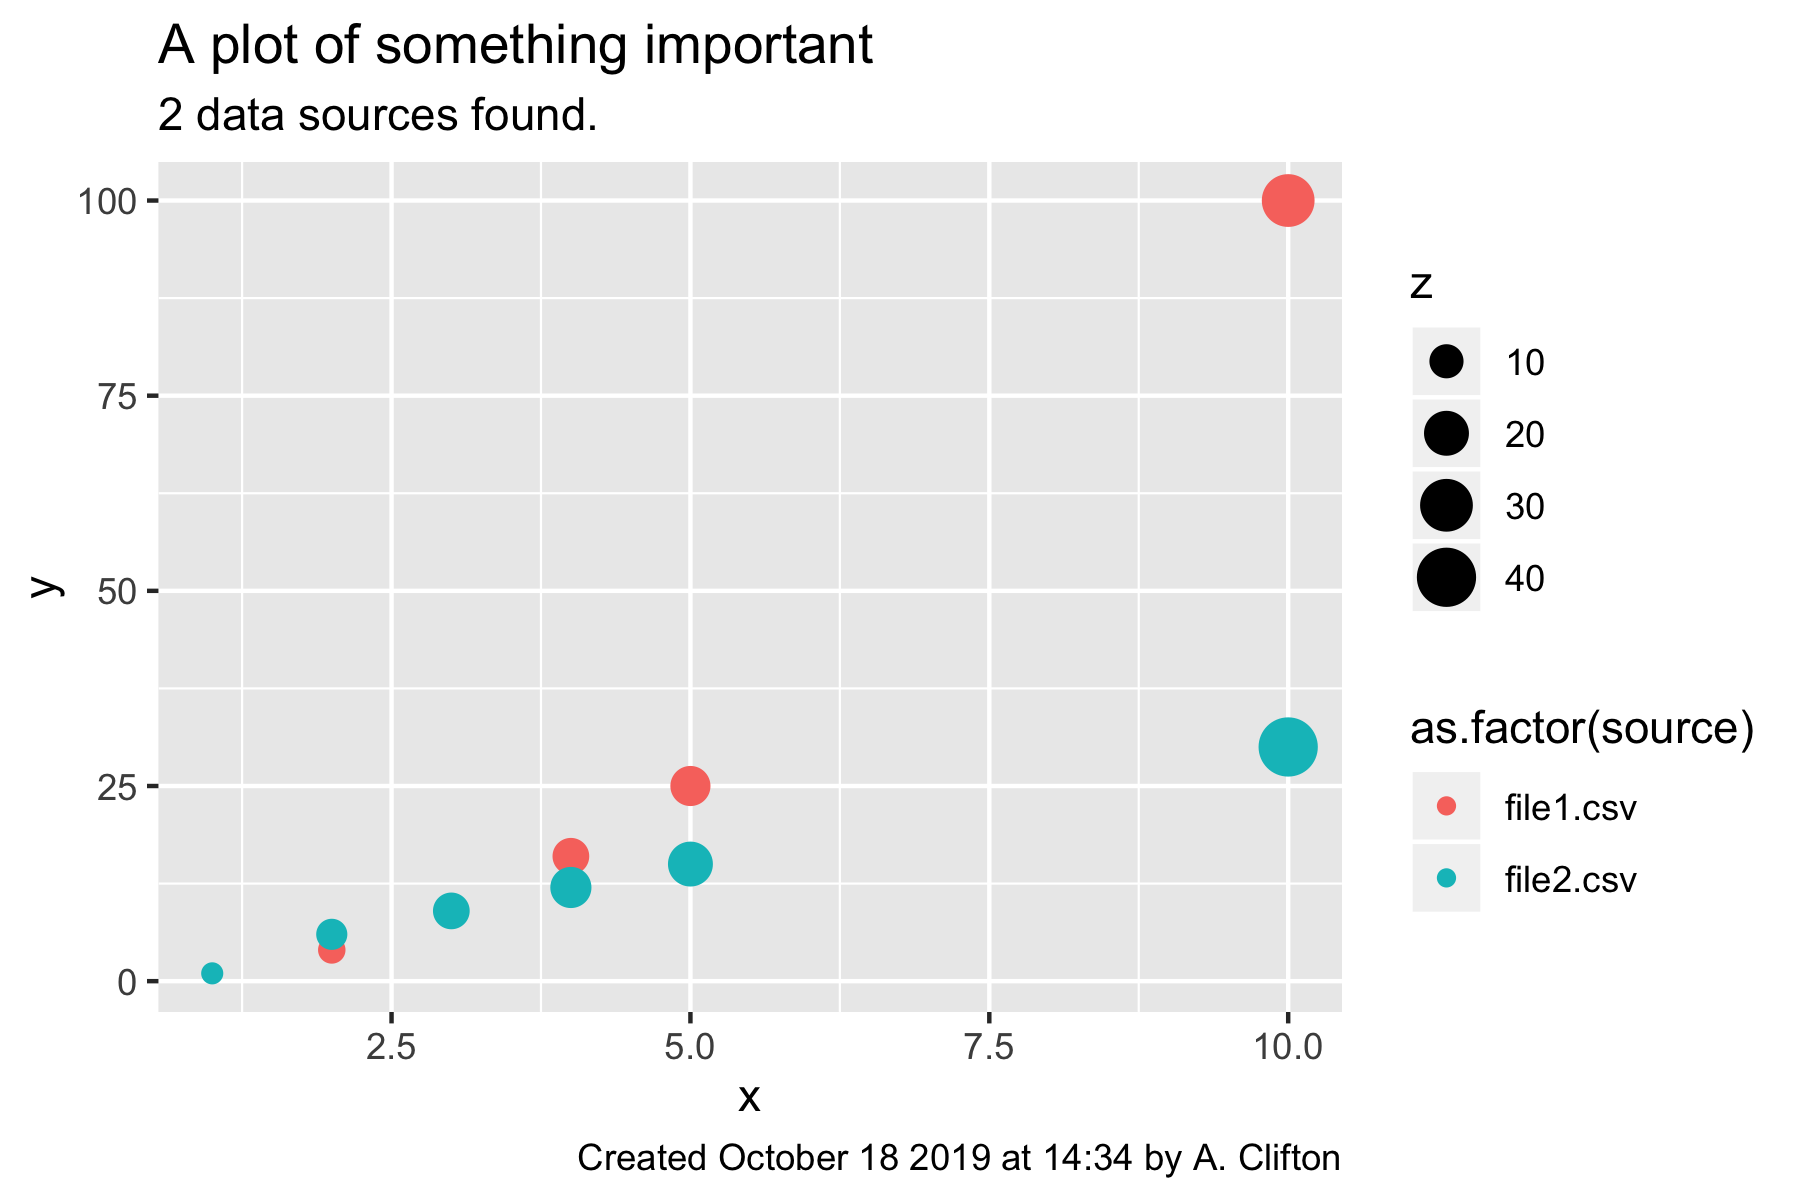 A plot of something important
2 data sources found.
100
75
50
25
0
y
2.5 5.0 7.5 10.0
x
z
10
20
30
40
as.factor(source)
file1.csv
file2.csv
Created October 18 2019 at 14:34 by A. Clifton